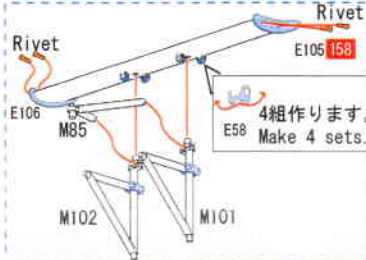 Rivet
Rivet
E105 158
E106
M85
E58
4組作ります。
Make 4 sets.
M102
M101